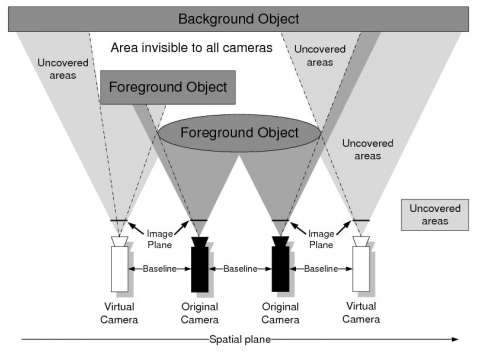 Background Object
Area invisible to all cameras
Uncovered
areas
Uncovered
areas
Foreground Object
Foreground Object
Uncovered
areas
Uncovered
areas
Image
Plane
Image
Plane
Baseline
Baseline
Baseline
Virtual
Camera
Original
Camera
Original
Camera
Virtual
Camera
Spatial plane